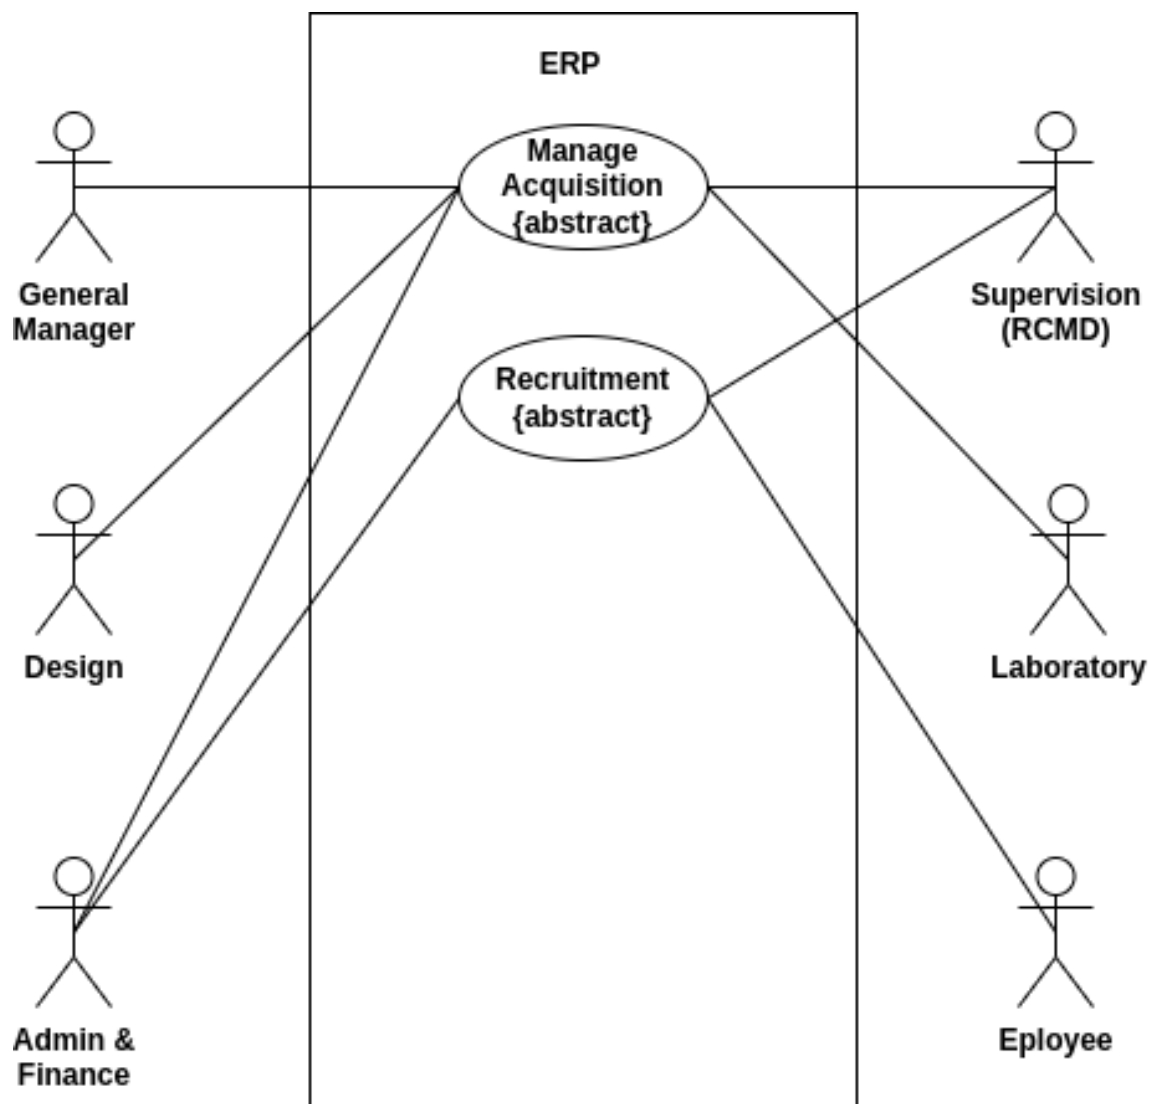 ERP
Manage
Acquisition
{abstract}
General
Manager
Supervision
(RCMD)
Recruitment
{abstract}
Design
Laboratory
Admin &
Finance
Eployee